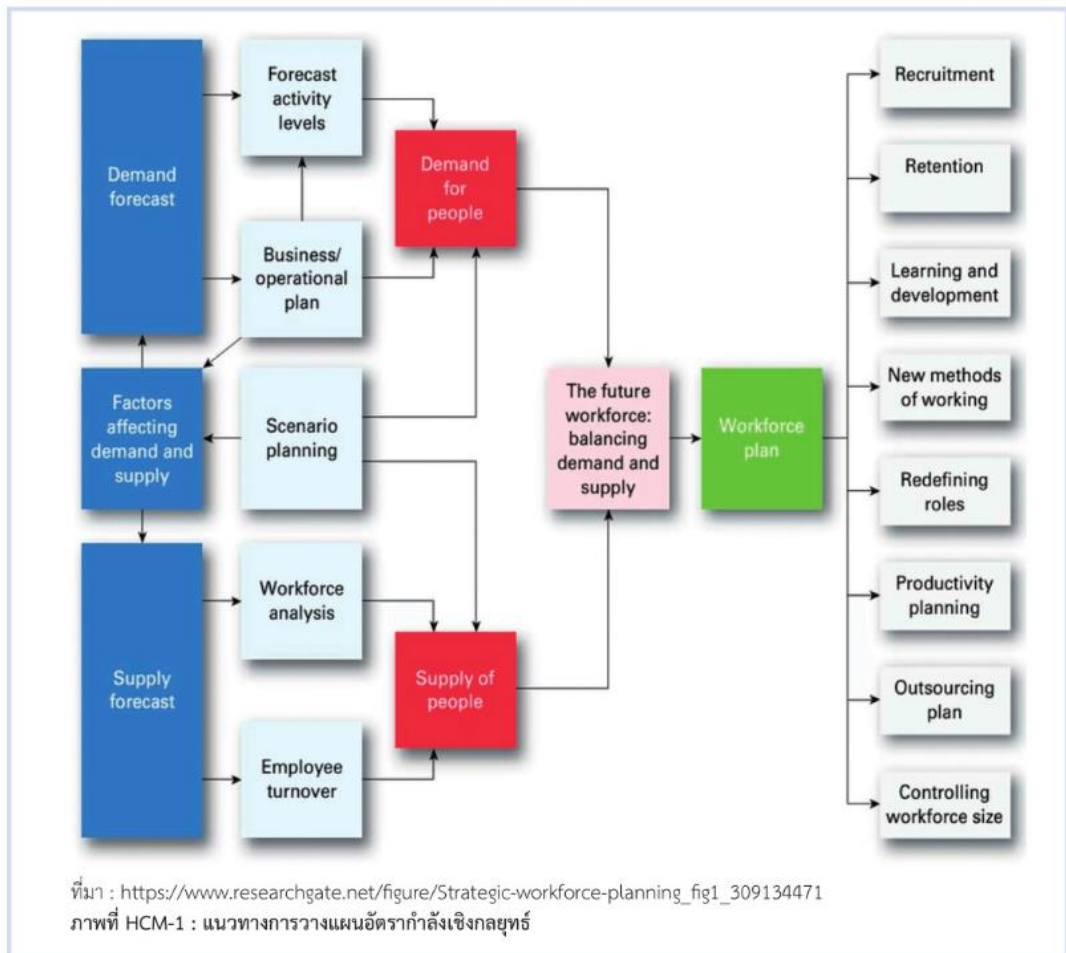 Demand
forecast
Forecast
activity
levels
Business/
operational
plan
Demand
for
people
Factors
affecting
demand and
supply
Scenario
planning
Supply
forecast
Workforce
analysis
Employee
turnover
Supply of
people
The future
workforce:
balancing
demand and
supply
Workforce
plan
Recruitment
Retention
Learning and
development
New methods
of working
Redefining
roles
Productivity
planning
Outsourcing
plan
Controlling
workforce size
ที่มา : https://www.researchgate.net/figure/Strategic-workforce-planning_fig1_309134471
ภาพที่ HCM-1 : แนวทางการวางแผนอัตรากำลังเชิงกลยุทธ์